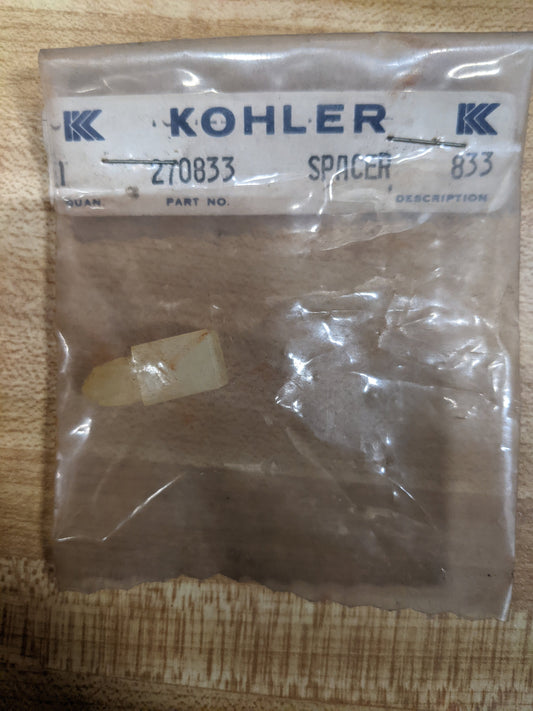 KOHLER
1 270833 SPACER 833
QUAN PART NO. DESCRIPTION